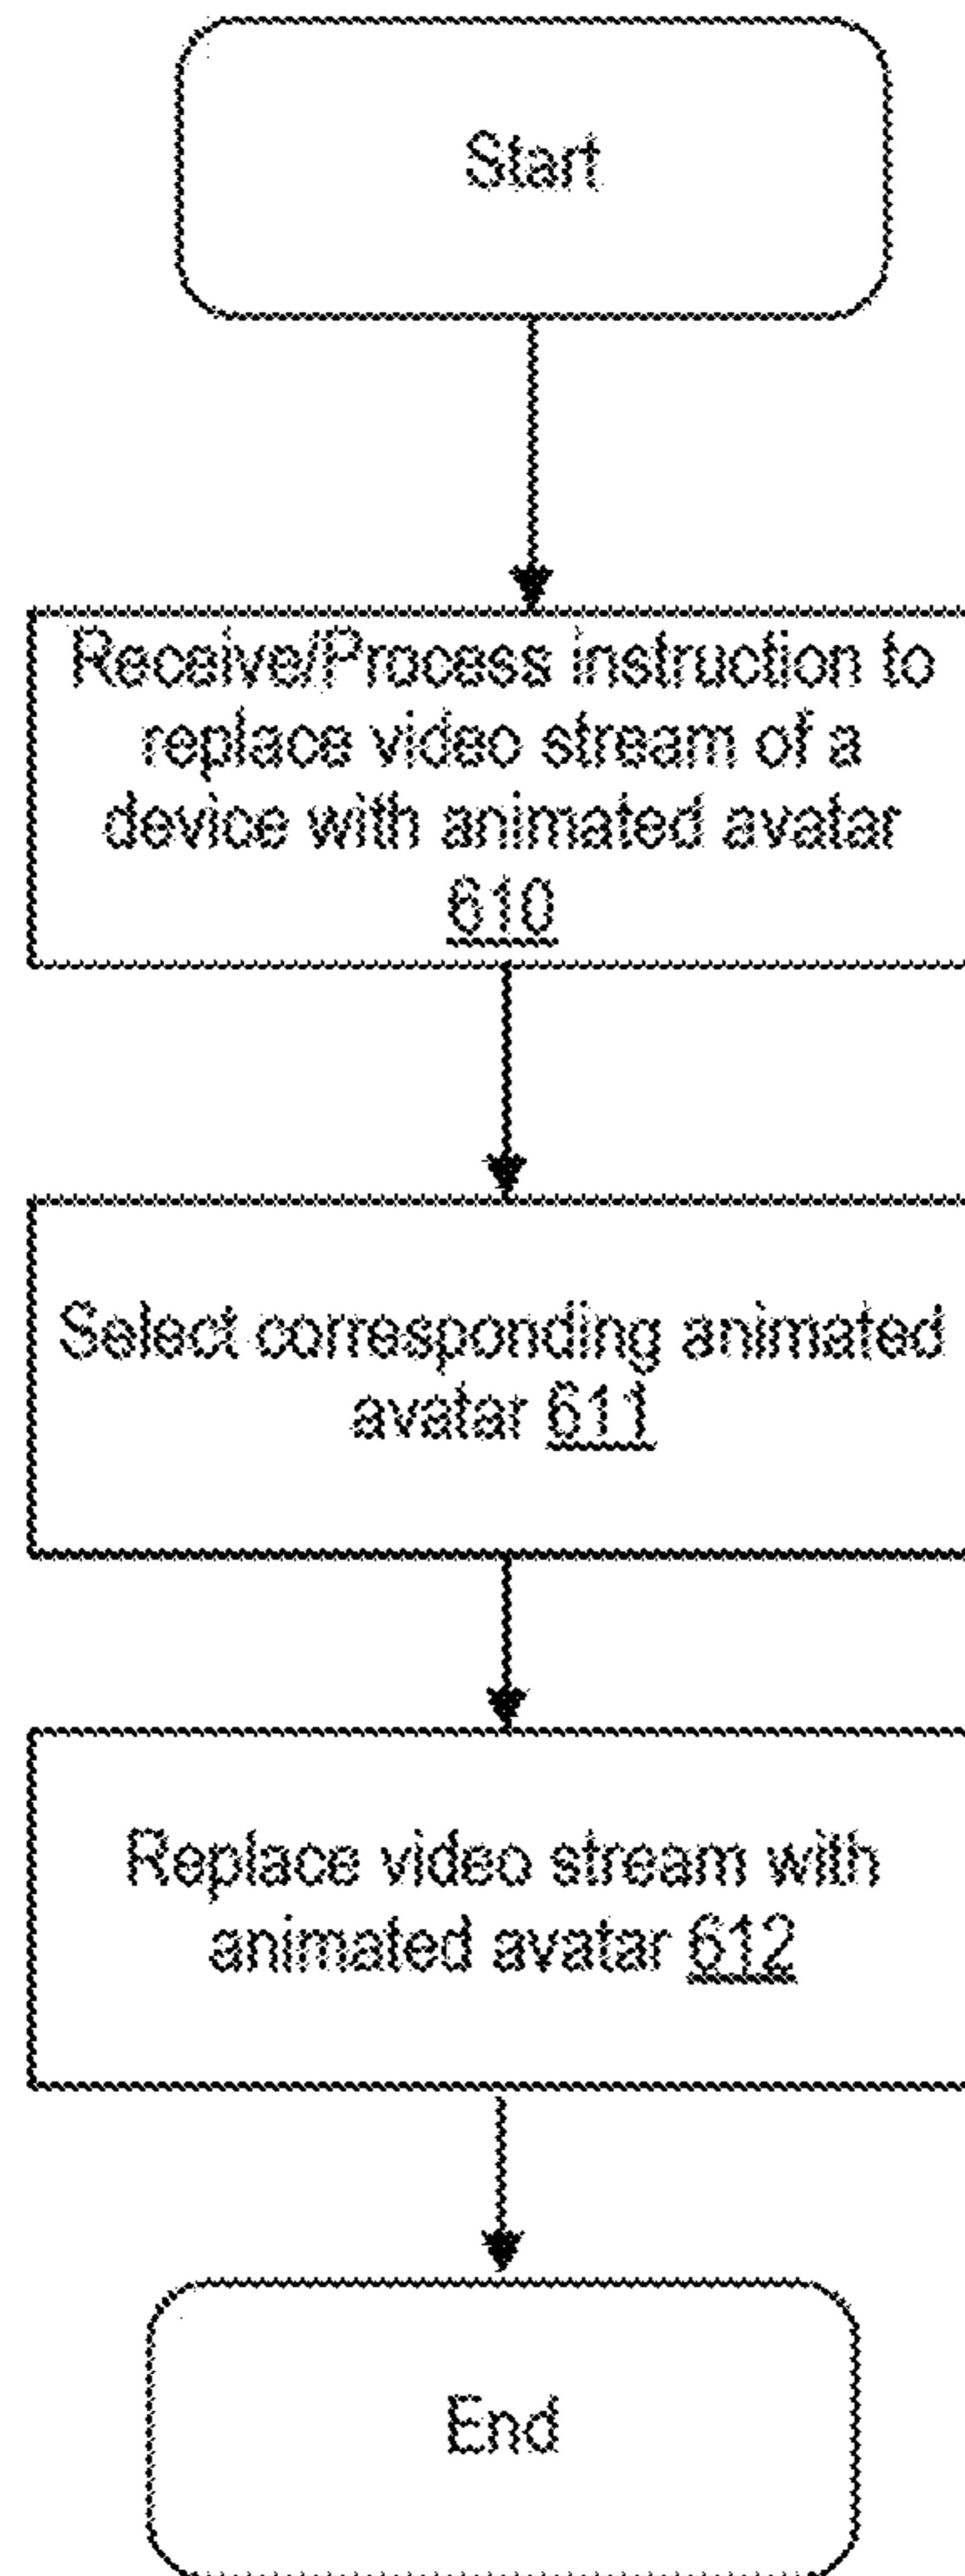 Start
Receive/Process instruction to
replace video stream of a
device with animated avatar
610
Select corresponding animated
avatar 611
Replace video stream with
animated avatar 612
End